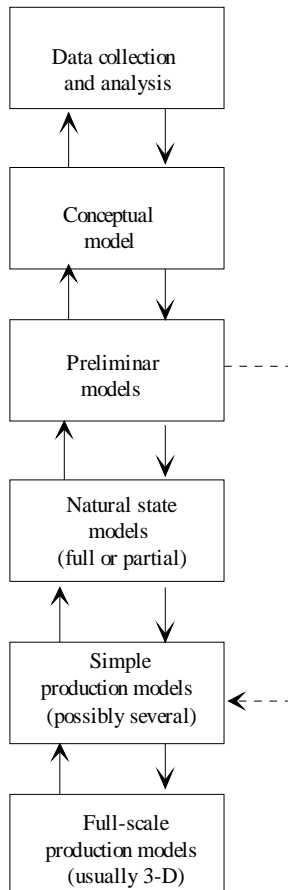 Data collection
and analysis
Conceptual
model
Preliminar
models
Natural state
models
(full or partial)
Simple
production models
(possibly several)
Full-scale
production models
(usually 3-D)